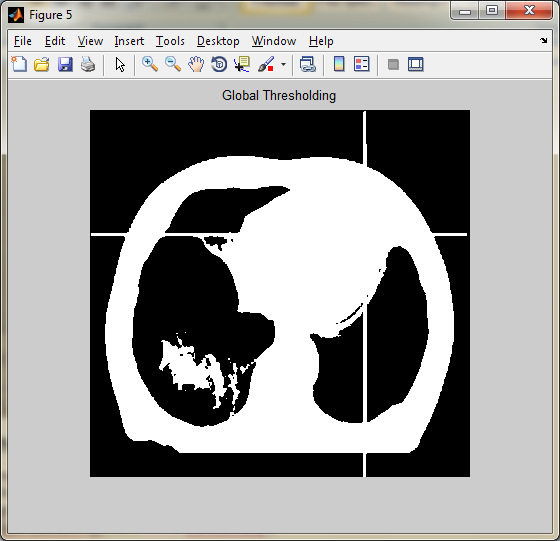 Figure 5
File Edit View Insert Tools Desktop Window Help
Global Thresholding